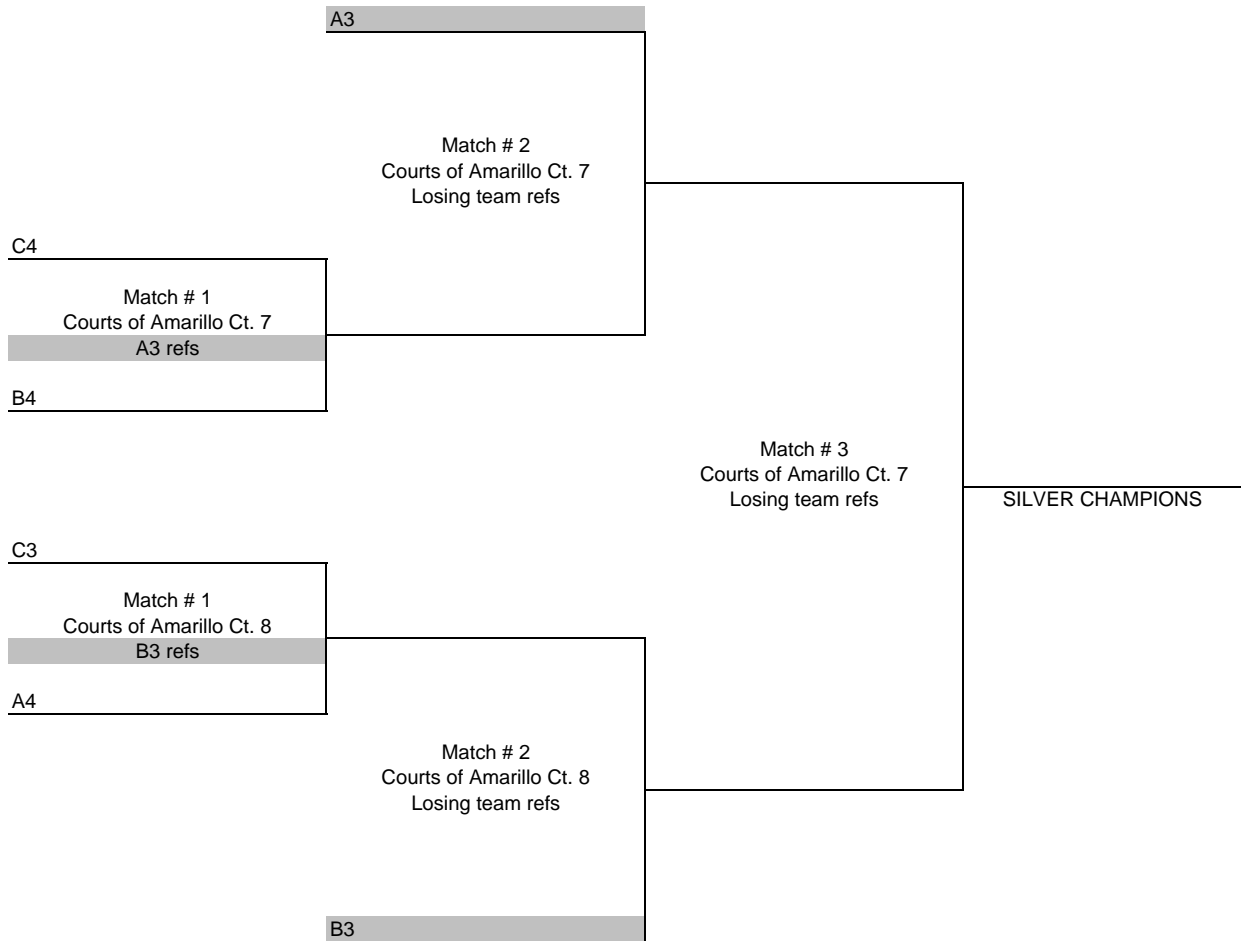 A3
Match # 2
Courts of Amarillo Ct. 7
Losing team refs
C4
Match # 1
Courts of Amarillo Ct. 7
A3 refs
B4
Match # 3
Courts of Amarillo Ct. 7
Losing team refs
SILVER CHAMPIONS
C3
Match # 1
Courts of Amarillo Ct. 8
B3 refs
A4
Match # 2
Courts of Amarillo Ct. 8
Losing team refs
B3